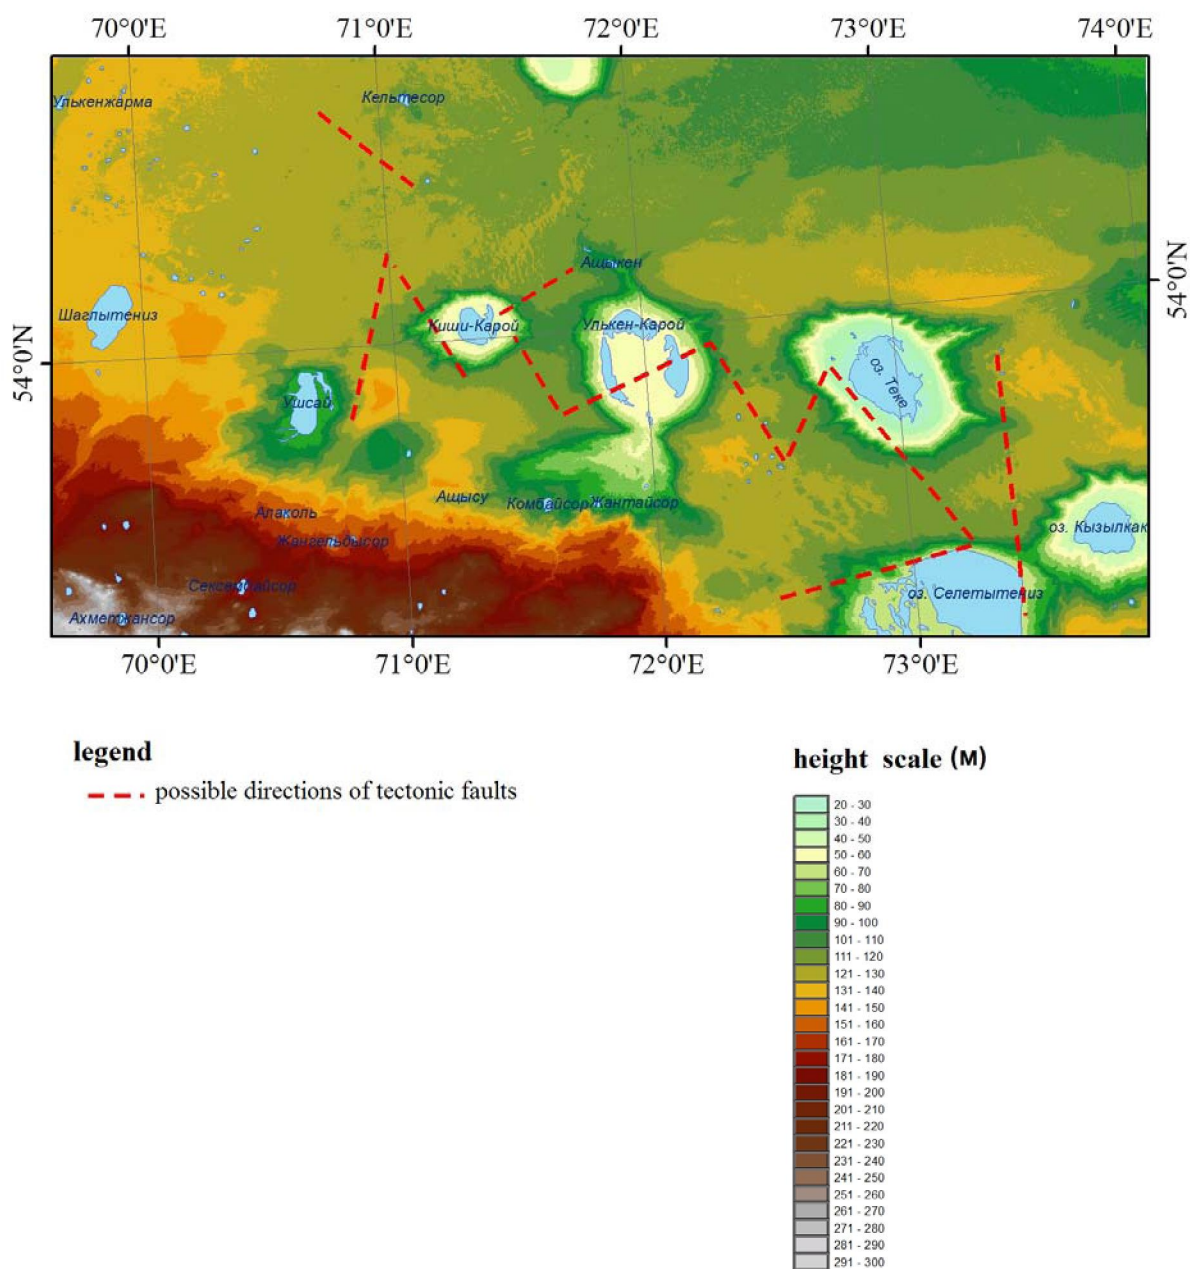 70°0'E 71°0'E 72°0'E 73°0'E 74°0'E
Улькенжарма
Кельтесор
Ащыкен
54°0'N
Шаглытениз
Киши-Карой
Улькен-Карой
54°0'N
оз. Теке
Ушсай
Ащысу
Комбайсор
Жантайсор
Алаколь
оз. Кызылкак
Жангельдысор
Сексембайсор
оз. Селетытениз
Ахметжансор
70°0'E 71°0'E 72°0'E 73°0'E
legend
possible directions of tectonic faults
height scale (м)
20 - 30
30 - 40
40 - 50
50 - 60
60 - 70
70 - 80
80 - 90
90 - 100
101 - 110
111 - 120
121 - 130
131 - 140
141 - 150
151 - 160
161 - 170
171 - 180
181 - 190
191 - 200
201 - 210
211 - 220
221 - 230
231 - 240
241 - 250
251 - 260
261 - 270
271 - 280
281 - 290
291 - 300